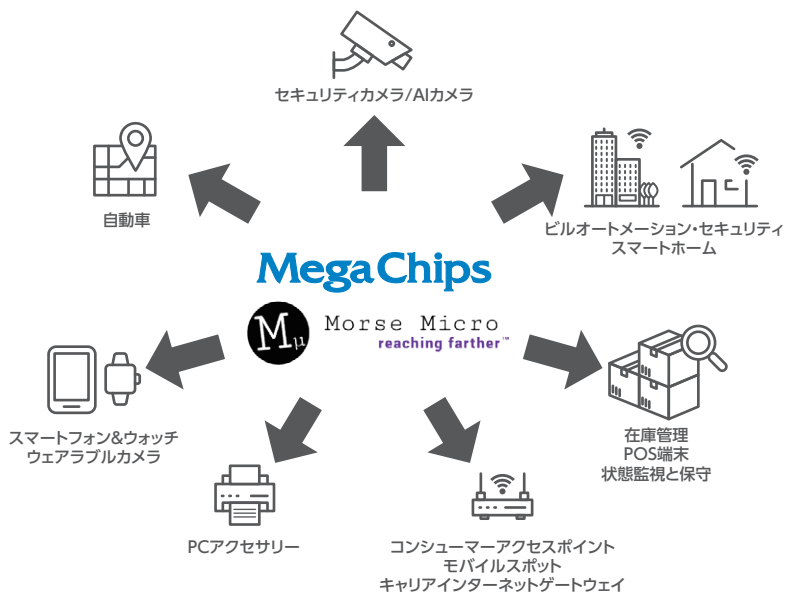 セキュリティカメラ/AIカメラ
自動車
ビルオートメーション・セキュリティ
スマートホーム
MegaChips
Mμ
Morse Micro
reaching farther™
スマートフォン&ウォッチ
ウェアラブルカメラ
在庫管理
POS端末
状態監視と保守
PCアクセサリー
コンシューマーアクセスポイント
モバイルスポット
キャリアインターネットゲートウェイ